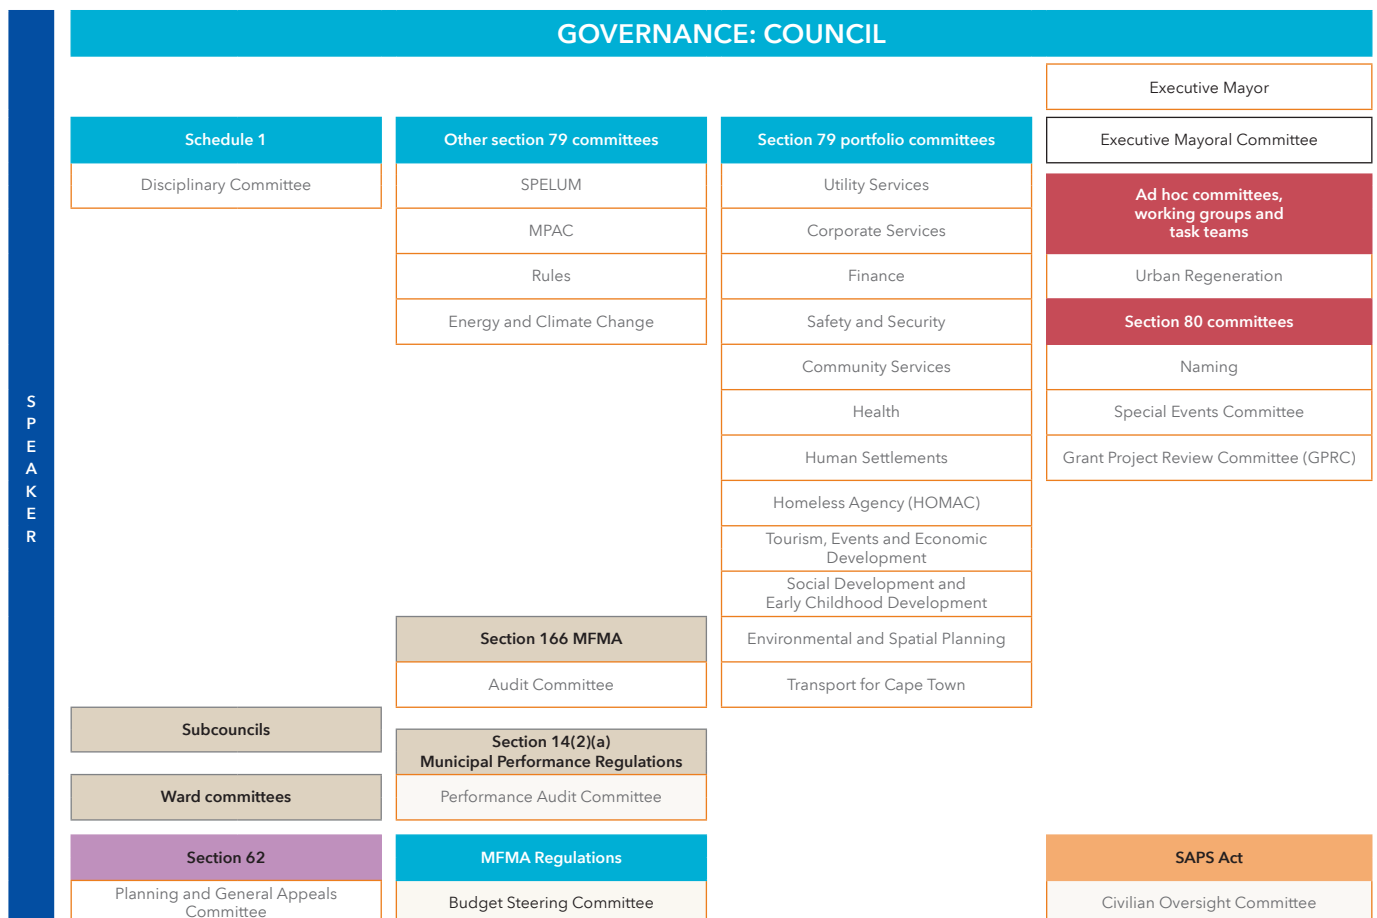 SPEAKER
GOVERNANCE: COUNCIL
Executive Mayor
Executive Mayoral Committee
Schedule 1
Disciplinary Committee
Other section 79 committees
SPELUM
MPAC
Rules
Energy and Climate Change
Section 79 portfolio committees
Utility Services
Corporate Services
Finance
Safety and Security
Community Services
Health
Human Settlements
Homeless Agency (HOMAC)
Tourism, Events and Economic
Development
Social Development and
Early Childhood Development
Environmental and Spatial Planning
Transport for Cape Town
Ad hoc committees,
working groups and
task teams
Urban Regeneration
Section 80 committees
Naming
Special Events Committee
Grant Project Review Committee (GPRC)
Section 166 MFMA
Audit Committee
Subcouncils
Section 14(2)(a)
Municipal Performance Regulations
Performance Audit Committee
Ward committees
Section 62
Planning and General Appeals
Committee
MFMA Regulations
Budget Steering Committee
SAPS Act
Civilian Oversight Committee